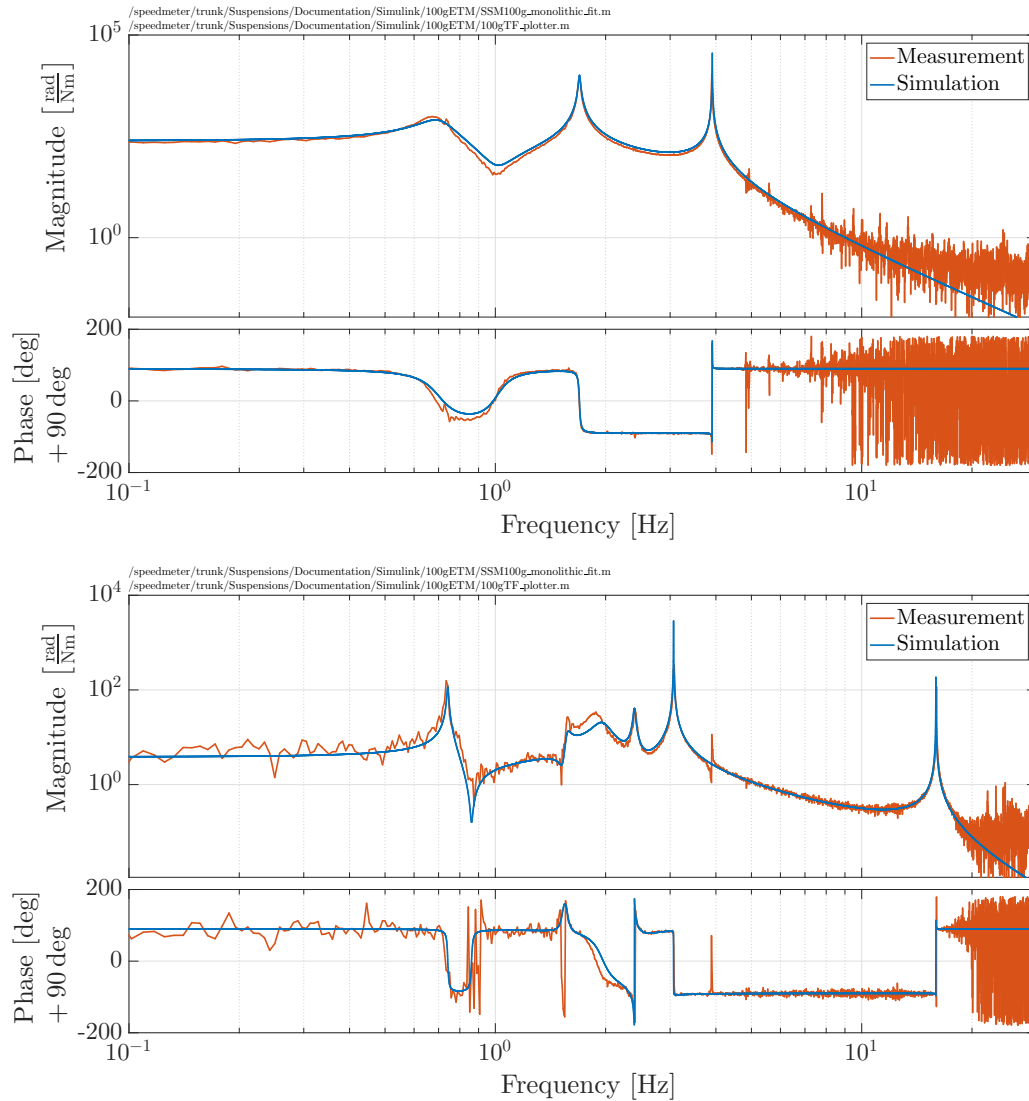 /speedmeter/trunk/Suspensions/Documentation/Simulink/100gETM/SSM100g_monolithic_fit.m
/speedmeter/trunk/Suspensions/Documentation/Simulink/100gETM/100gTF_plotter.m
10^5
10^0
Magnitude [rad/Nm]
Measurement
Simulation
200
0
-200
Phase [deg]
+ 90 deg
10^-1
10^0
10^1
Frequency [Hz]
/speedmeter/trunk/Suspensions/Documentation/Simulink/100gETM/SSM100g_monolithic_fit.m
/speedmeter/trunk/Suspensions/Documentation/Simulink/100gETM/100gTF_plotter.m
10^4
10^2
10^0
Magnitude [rad/Nm]
Measurement
Simulation
200
0
-200
Phase [deg]
+ 90 deg
10^-1
10^0
10^1
Frequency [Hz]